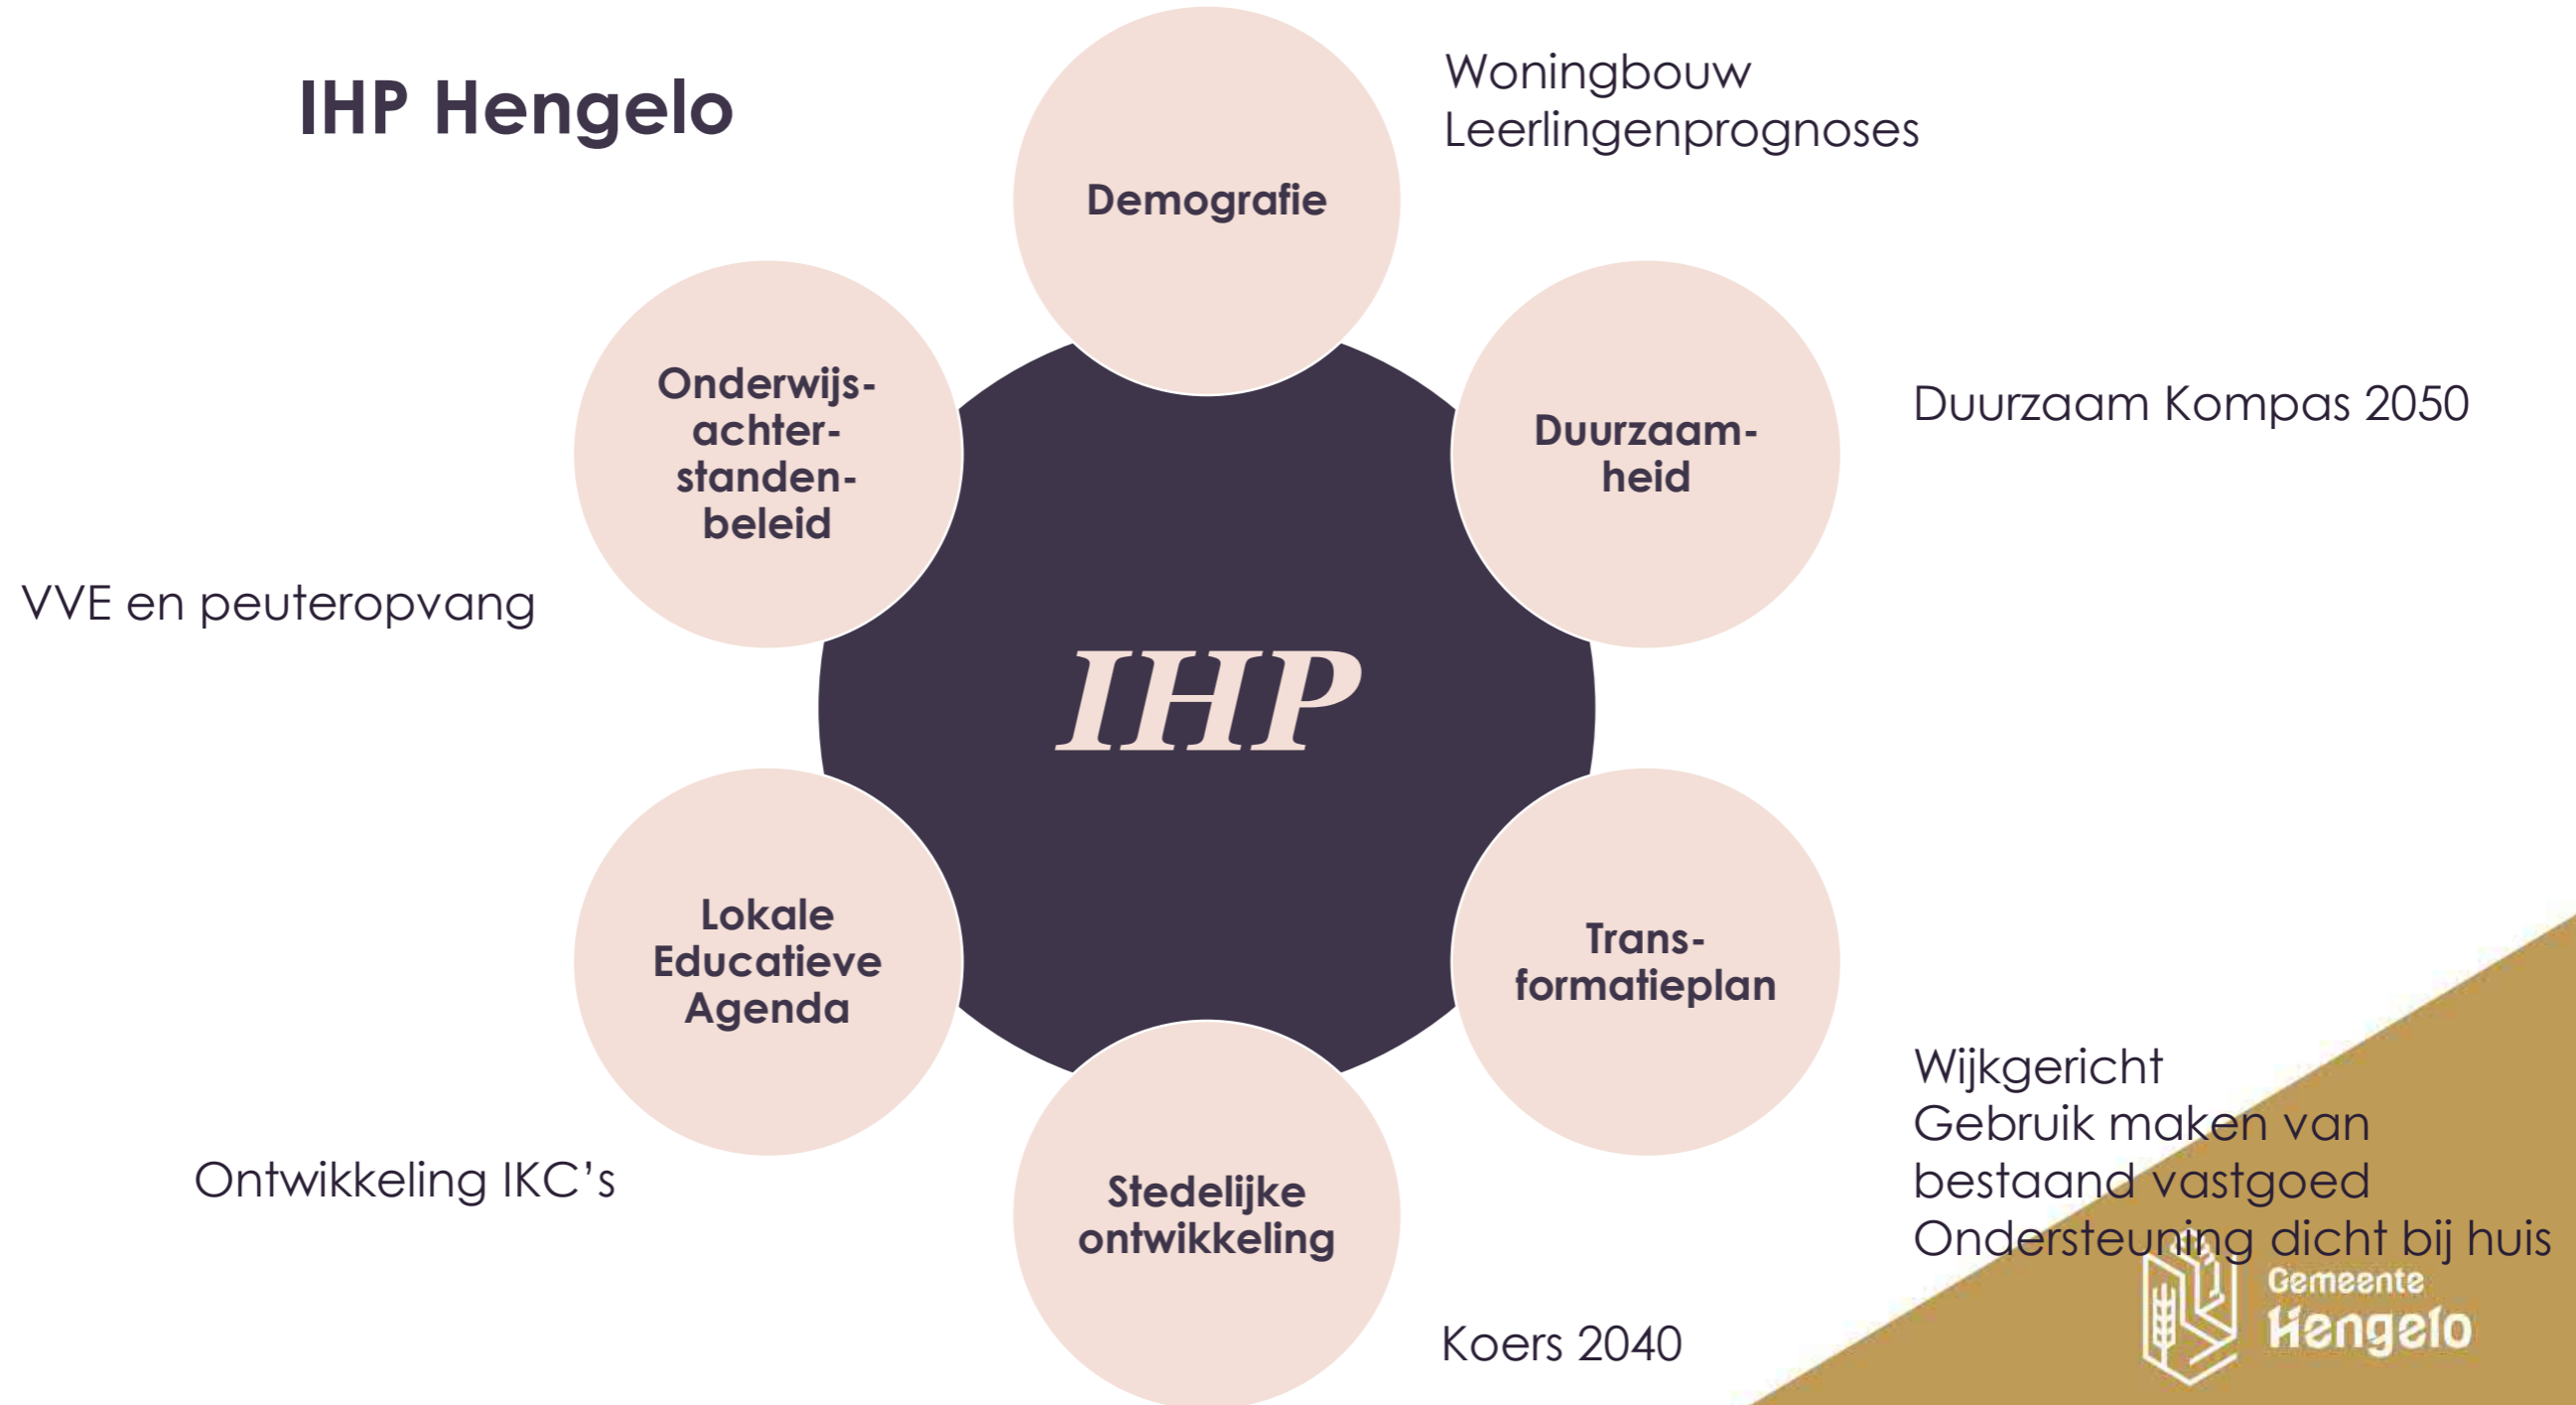 IHP Hengelo
Demografie
Woningbouw
Leerlingenprognoses
Duurzaam-
heid
Duurzaam Kompas 2050
Trans-
formatieplan
Wijkgericht
Gebruik maken van
bestaand vastgoed
Ondersteuning dicht bij huis
Stedelijke
ontwikkeling
Koers 2040
Lokale
Educatieve
Agenda
Ontwikkeling IKC’s
Onderwijs-
achter-
standen-
beleid
VVE en peuteropvang
IHP
Gemeente
Hengelo